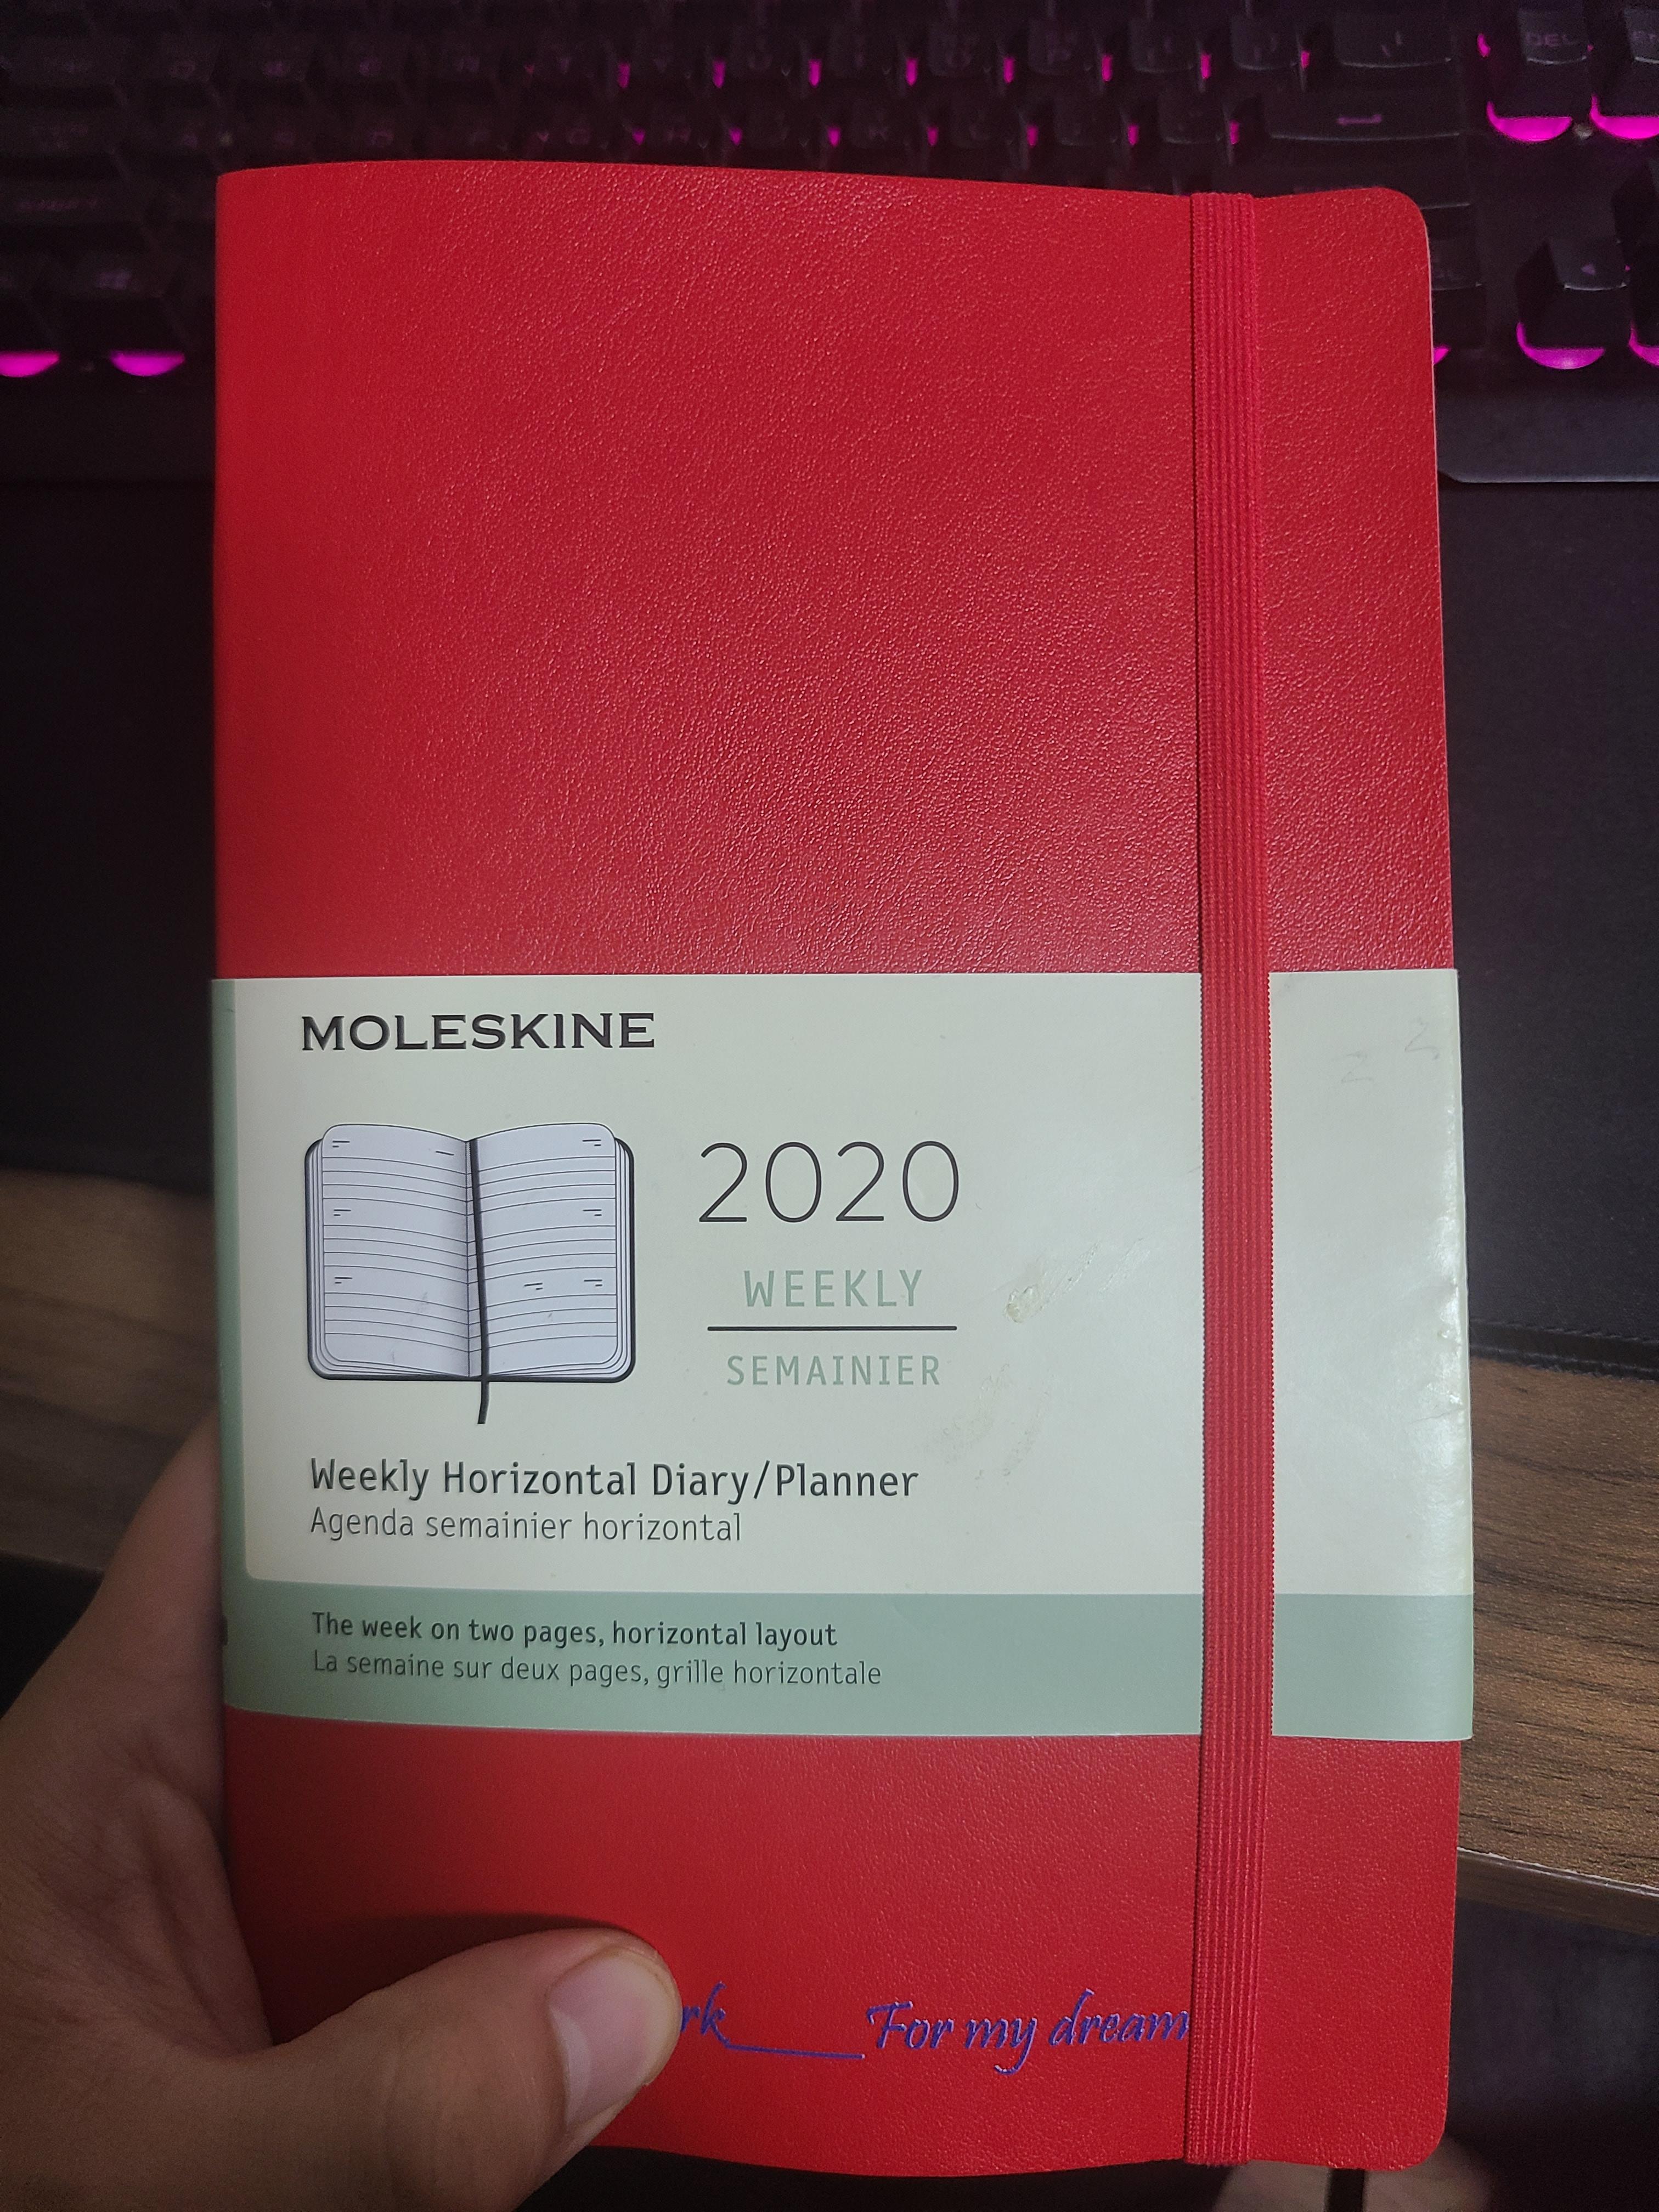 MOLESKINE
2020
WEEKLY
SEMAINIER
Weekly Horizontal Diary/Planner
Agenda semainier horizontal
The week on two pages, horizontal layout
La semaine sur deux pages, grille horizontale
For my dream